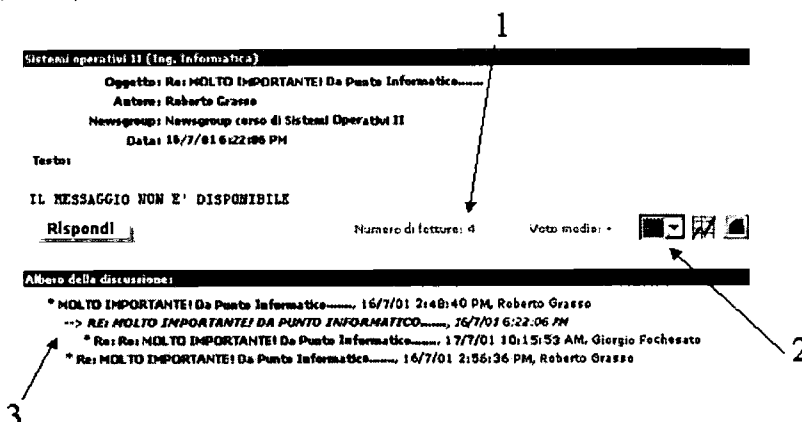 1
Sistemi operativi II (Ing. Informatica)
Oggetto: Re: MOLTO IMPORTANTE! Da Punto Informatico.......
Autore: Roberto Grasso
Newsgroup: Newsgroup corso di Sistemi Operativi II
Data: 16/7/01 6:22:06 PM
Testo:
IL MESSAGGIO NON E' DISPONIBILE
Rispondi Numero di letture: 4 Voto medio: -
2
Albero della discussione:
* MOLTO IMPORTANTE! Da Punto Informatico......., 16/7/01 2:48:40 PM, Roberto Grasso
--> RE: MOLTO IMPORTANTE! DA PUNTO INFORMATICO......., 16/7/01 6:22:06 PM
* Re: Re: MOLTO IMPORTANTE! Da Punto Informatico......., 17/7/01 10:15:53 AM, Giorgio Fochesato
* Re: MOLTO IMPORTANTE! Da Punto Informatico......., 16/7/01 2:56:36 PM, Roberto Grasso
3